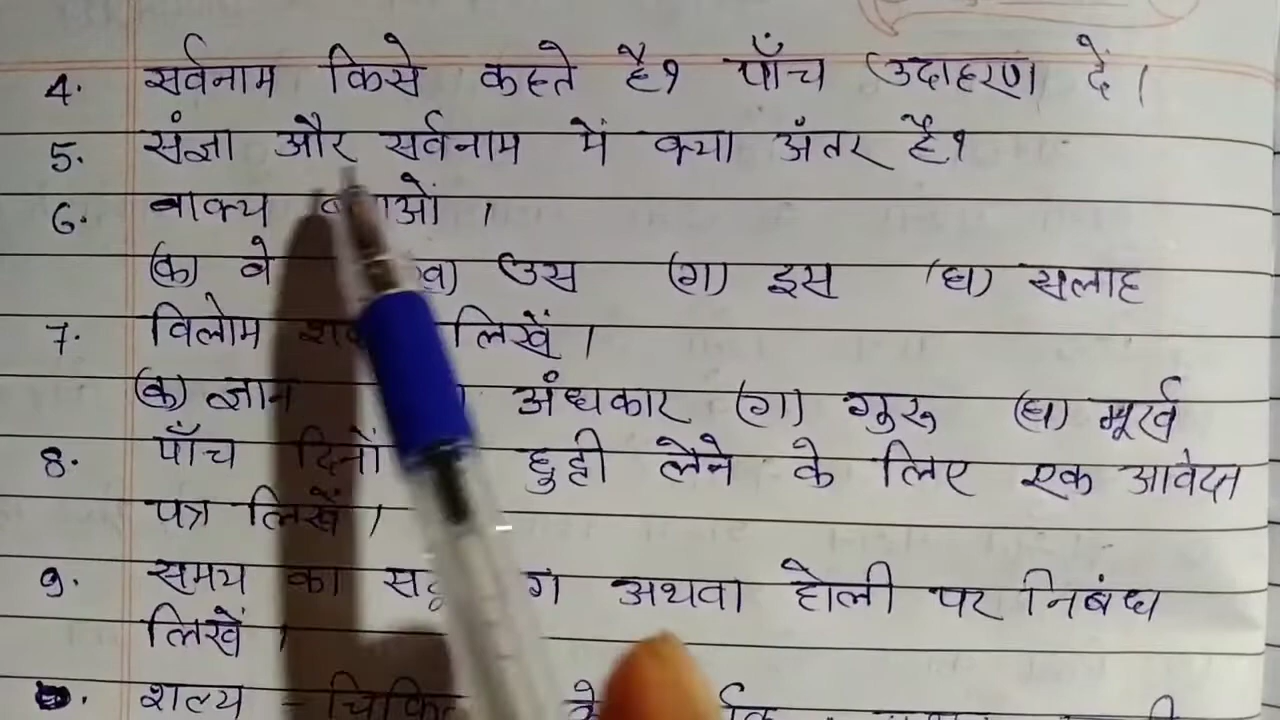 4. सर्वनाम किसे कहते है? पाँच उदाहरण दें।
5. संज्ञा और सर्वनाम में क्या अंतर है?
6. वाक्य ।
(क) वे उस (ग) इस (घ) सलाह
7. विलोम लिखें।
(क) ज्ञान अंधकार (ग) गुरू (घ) मूर्ख
8. पाँच दिनों छुट्टी लेने के लिए एक आवेदन
पत्र लिखें।
9. समय का अथवा होली पर निबंध
लिखें।
शल्य -